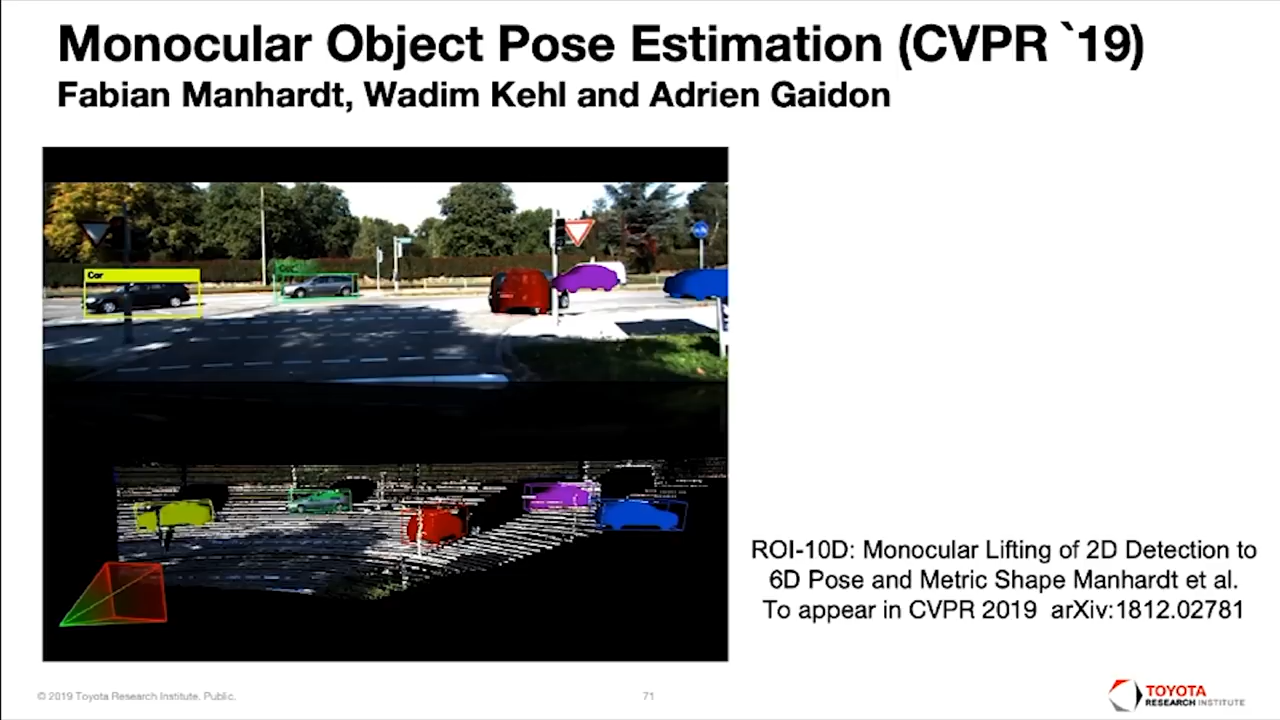 Monocular Object Pose Estimation (CVPR `19)
Fabian Manhardt, Wadim Kehl and Adrien Gaidon
Car
ROI-10D: Monocular Lifting of 2D Detection to
6D Pose and Metric Shape Manhardt et al.
To appear in CVPR 2019 arXiv:1812.02781
© 2019 Toyota Research Institute. Public.
71
TOYOTA
RESEARCH INSTITUTE